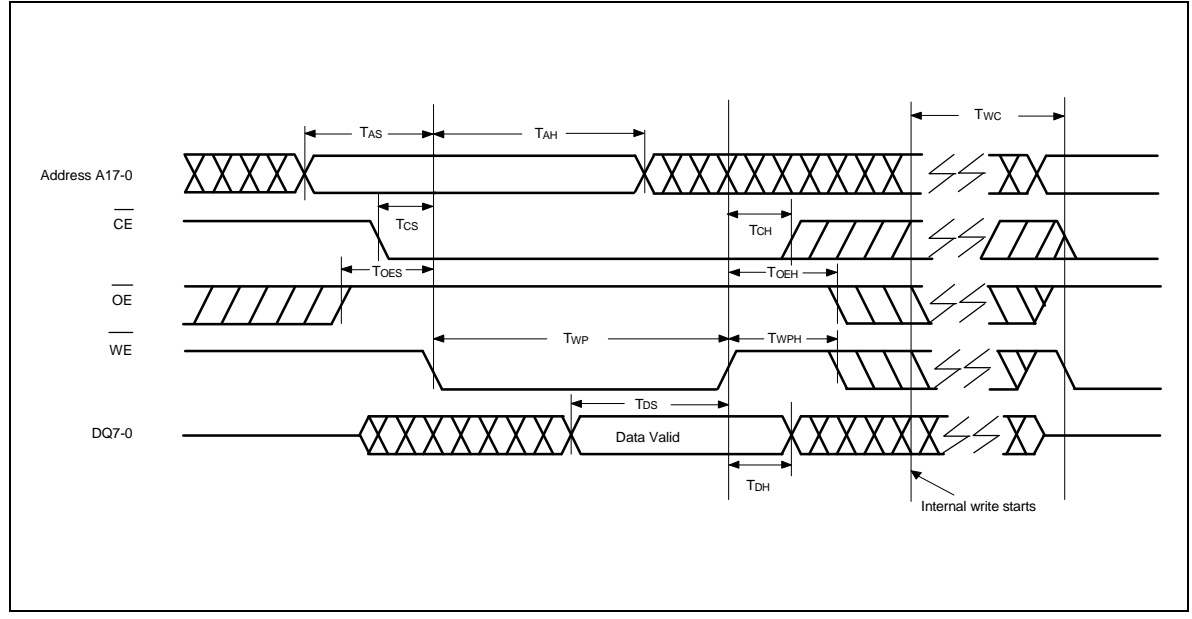 TAS
TAH
TWC
Address A17-0
CE
TCS
TCH
TOES
TOEH
OE
WE
TWP
TWPH
TDS
DQ7-0
Data Valid
TDH
Internal write starts